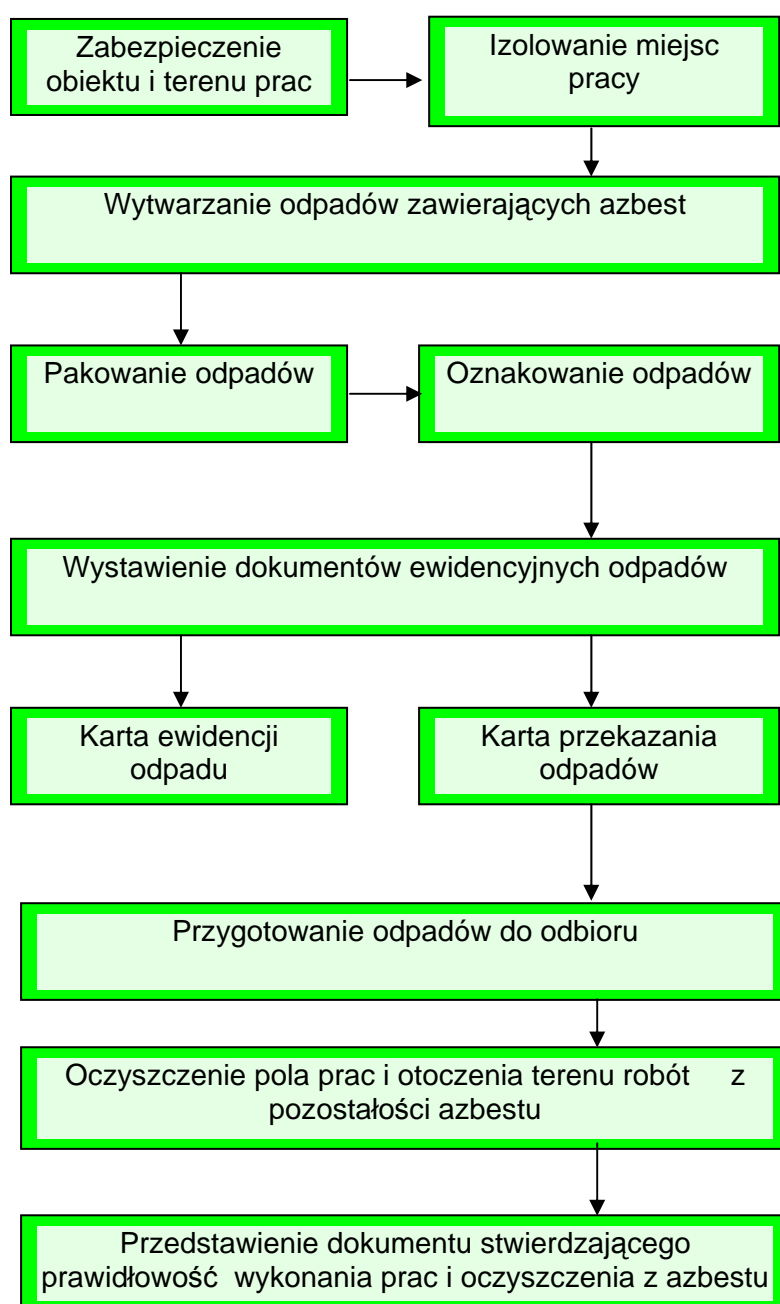 Zabezpieczenie
obiektu i terenu prac
Izolowanie miejsc
pracy
Wytwarzanie odpadów zawierających azbest
Pakowanie odpadów
Oznakowanie odpadów
Wystawienie dokumentów ewidencyjnych odpadów
Karta ewidencji
odpadu
Karta przekazania
odpadów
Przygotowanie odpadów do odbioru
Oczyszczenie pola prac i otoczenia terenu robót z
pozostałości azbestu
Przedstawienie dokumentu stwierdzającego
prawidłowość wykonania prac i oczyszczenia z azbestu